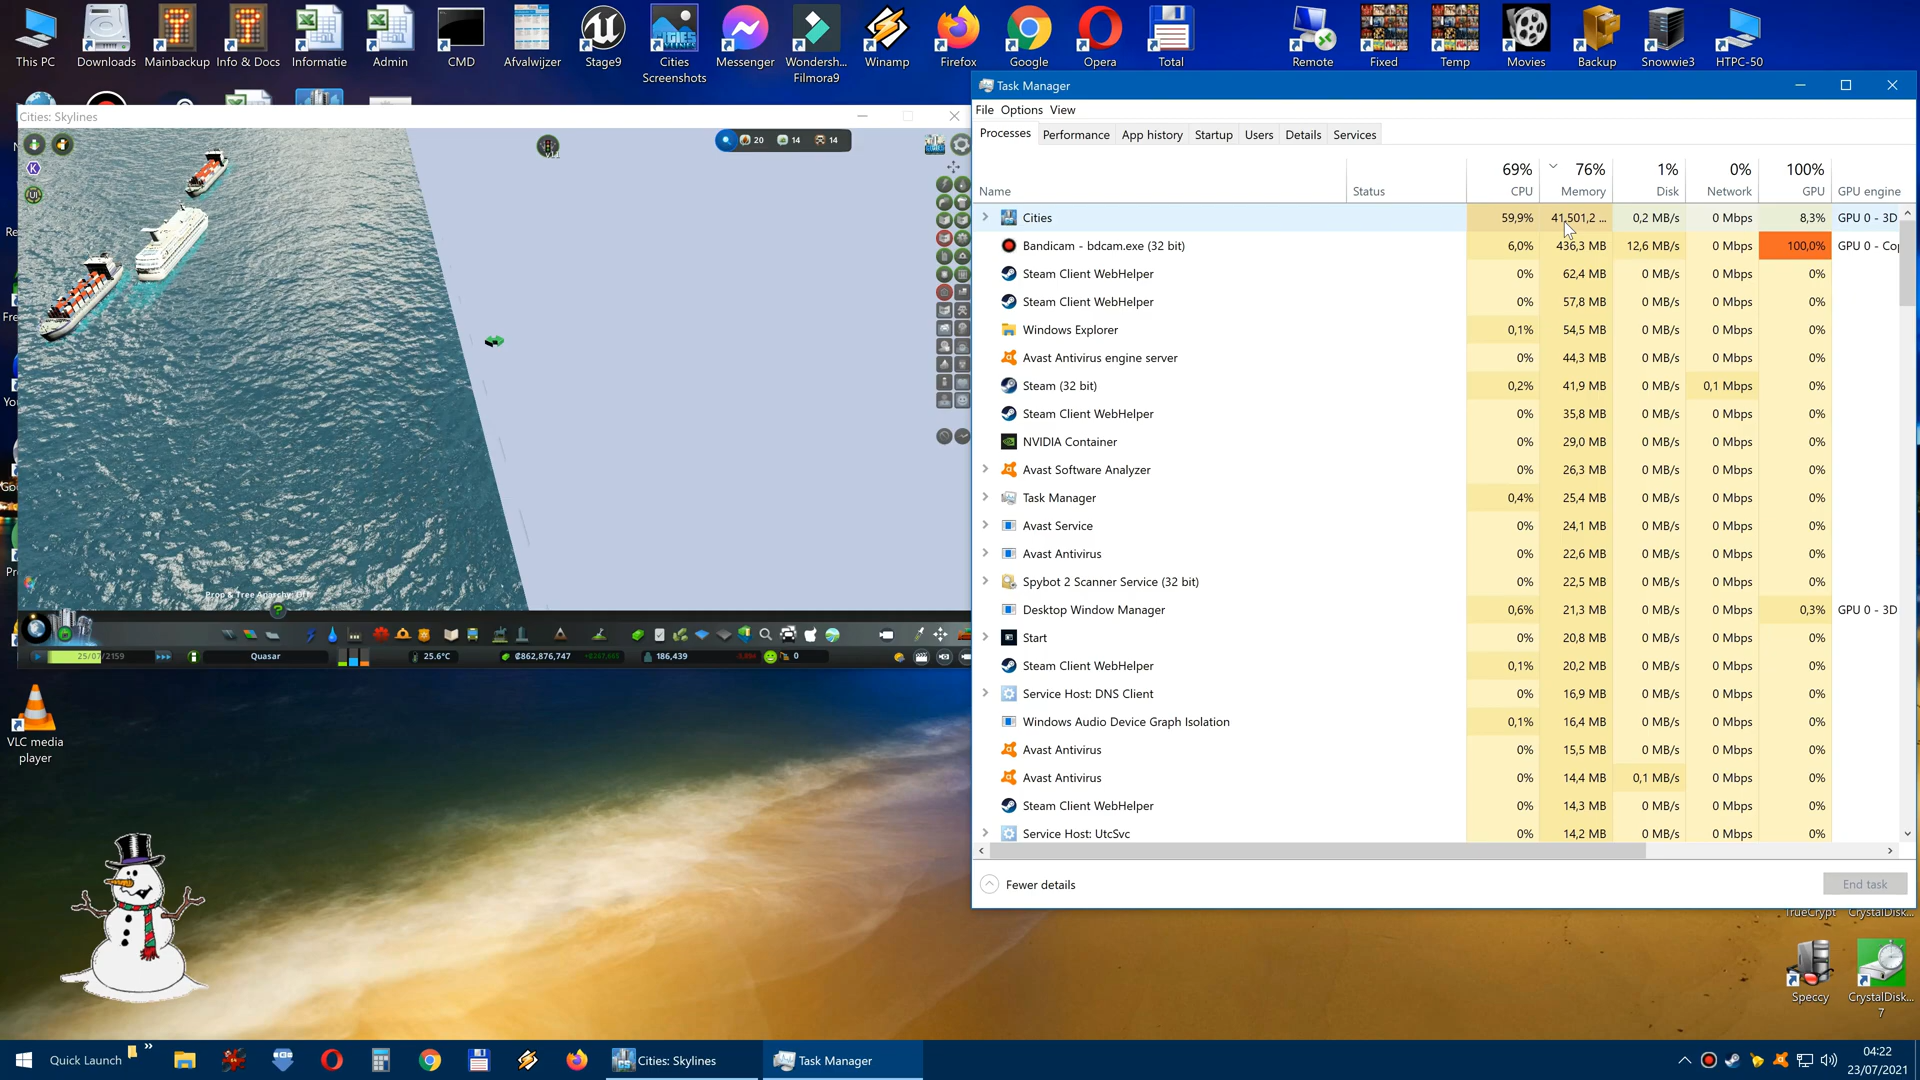 This PC
Downloads
Mainbackup
Info & Docs
Informatie
Admin
CMD
Afvalwijzer
Stage9
Cities
Screenshots
Messenger
Wondersh...
Filmora9
Winamp
Firefox
Google
Opera
Total
Remote
Fixed
Temp
Movies
Backup
Snowwie3
HTPC-50
Cities: Skylines
20 14 14
Prop & Tree Anarchy: Off
25/07/2159
Quasar
25.6°C
₡862,876,747
186,439
0
VLC media
player
Task Manager
File Options View
Processes Performance App history Startup Users Details Services
69% 76% 1% 0% 100%
Name Status CPU Memory Disk Network GPU GPU engine
Cities 59,9% 41.501,2 ... 0,2 MB/s 0 Mbps 8,3% GPU 0 - 3D
Bandicam - bdcam.exe (32 bit) 6,0% 436,3 MB 12,6 MB/s 0 Mbps 100,0% GPU 0 - Cop
Steam Client WebHelper 0% 62,4 MB 0 MB/s 0 Mbps 0%
Steam Client WebHelper 0% 57,8 MB 0 MB/s 0 Mbps 0%
Windows Explorer 0,1% 54,5 MB 0 MB/s 0 Mbps 0%
Avast Antivirus engine server 0% 44,3 MB 0 MB/s 0 Mbps 0%
Steam (32 bit) 0,2% 41,9 MB 0 MB/s 0,1 Mbps 0%
Steam Client WebHelper 0% 35,8 MB 0 MB/s 0 Mbps 0%
NVIDIA Container 0% 29,0 MB 0 MB/s 0 Mbps 0%
Avast Software Analyzer 0% 26,3 MB 0 MB/s 0 Mbps 0%
Task Manager 0,4% 25,4 MB 0 MB/s 0 Mbps 0%
Avast Service 0% 24,1 MB 0 MB/s 0 Mbps 0%
Avast Antivirus 0% 22,6 MB 0 MB/s 0 Mbps 0%
Spybot 2 Scanner Service (32 bit) 0% 22,5 MB 0 MB/s 0 Mbps 0%
Desktop Window Manager 0,6% 21,3 MB 0 MB/s 0 Mbps 0,3% GPU 0 - 3D
Start 0% 20,8 MB 0 MB/s 0 Mbps 0%
Steam Client WebHelper 0,1% 20,2 MB 0 MB/s 0 Mbps 0%
Service Host: DNS Client 0% 16,9 MB 0 MB/s 0 Mbps 0%
Windows Audio Device Graph Isolation 0,1% 16,4 MB 0 MB/s 0 Mbps 0%
Avast Antivirus 0% 15,5 MB 0 MB/s 0 Mbps 0%
Avast Antivirus 0% 14,4 MB 0,1 MB/s 0 Mbps 0%
Steam Client WebHelper 0% 14,3 MB 0 MB/s 0 Mbps 0%
Service Host: UtcSvc 0% 14,2 MB 0 MB/s 0 Mbps 0%
Fewer details
End task
TrueCrypt
CrystalDisk...
Speccy
CrystalDisk...
7
Quick Launch
Cities: Skylines
Task Manager
04:22
23/07/2021